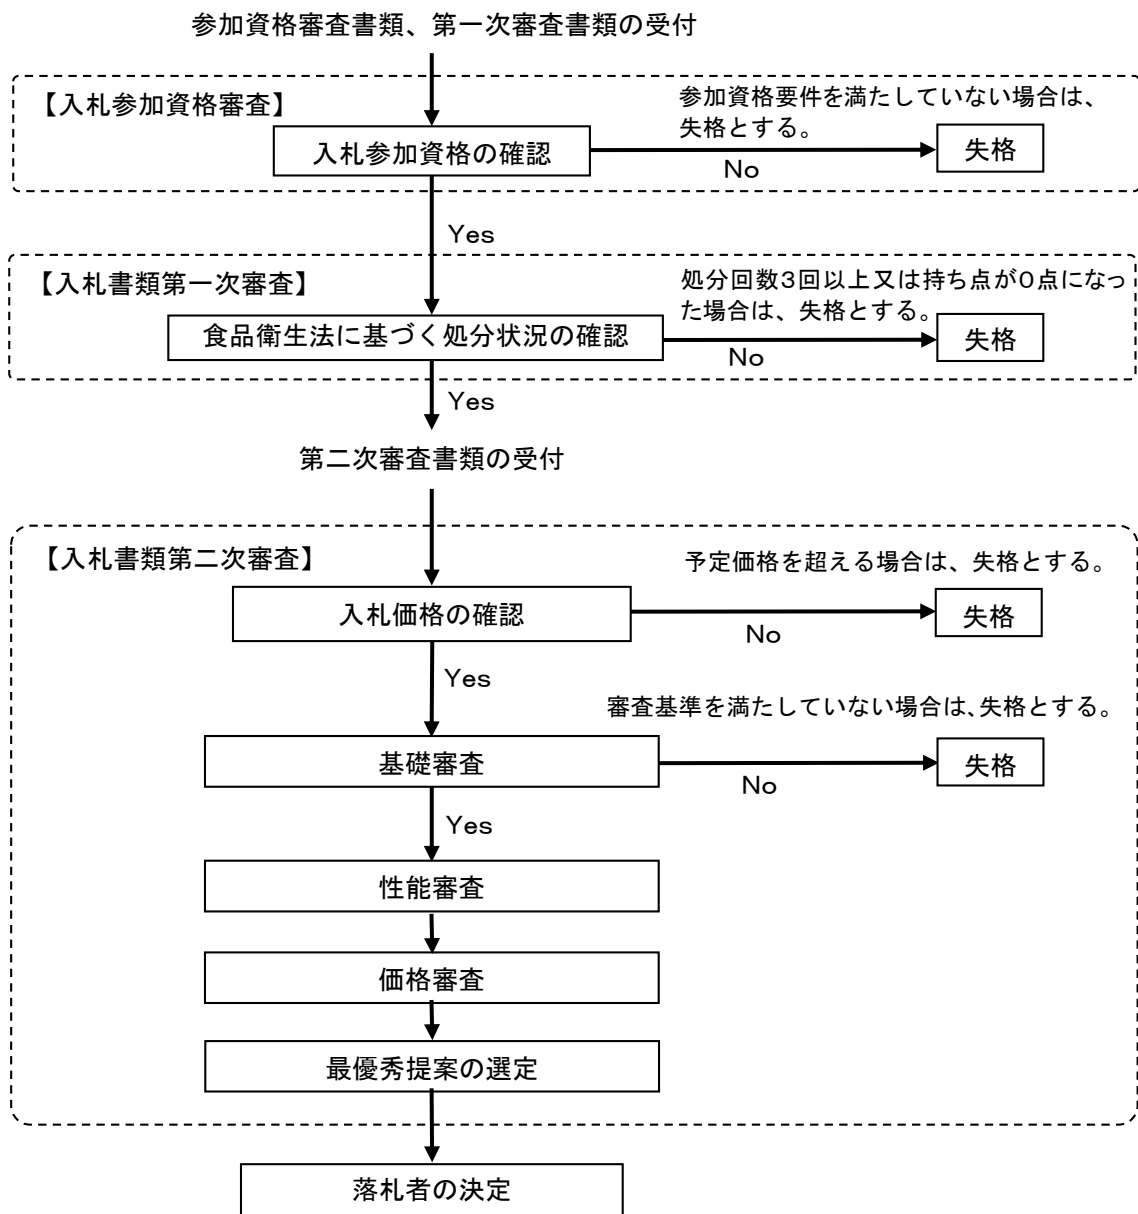 参加資格審査書類、第一次審査書類の受付
【入札参加資格審査】
参加資格要件を満たしていない場合は、
失格とする。
入札参加資格の確認
No
失格
Yes
【入札書類第一次審査】
処分回数3回以上又は持ち点が0点になっ
た場合は、失格とする。
食品衛生法に基づく処分状況の確認
No
失格
Yes
第二次審査書類の受付
【入札書類第二次審査】
予定価格を超える場合は、失格とする。
入札価格の確認
No
失格
Yes
審査基準を満たしていない場合は、失格とする。
基礎審査
No
失格
Yes
性能審査
価格審査
最優秀提案の選定
落札者の決定